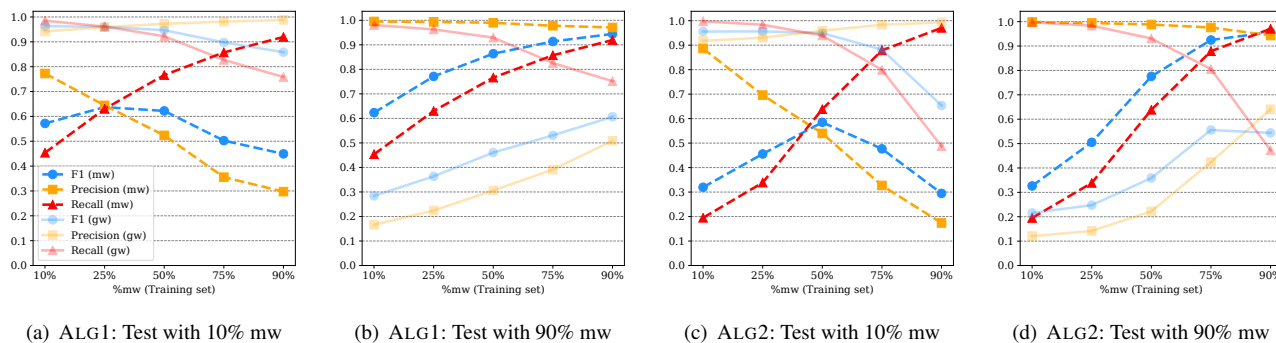 1.0
0.9
0.8
0.7
0.6
0.5
0.4
0.3
0.2
0.1
0.0
F1 (mw)
Precision (mw)
Recall (mw)
F1 (gw)
Precision (gw)
Recall (gw)
10% 25% 50% 75% 90%
%mw (Training set)
(a) ALG1: Test with 10% mw
1.0
0.9
0.8
0.7
0.6
0.5
0.4
0.3
0.2
0.1
0.0
10% 25% 50% 75% 90%
%mw (Training set)
(b) ALG1: Test with 90% mw
1.0
0.9
0.8
0.7
0.6
0.5
0.4
0.3
0.2
0.1
0.0
10% 25% 50% 75% 90%
%mw (Training set)
(c) ALG2: Test with 10% mw
1.0
0.9
0.8
0.7
0.6
0.5
0.4
0.3
0.2
0.1
0.0
10% 25% 50% 75% 90%
%mw (Training set)
(d) ALG2: Test with 90% mw